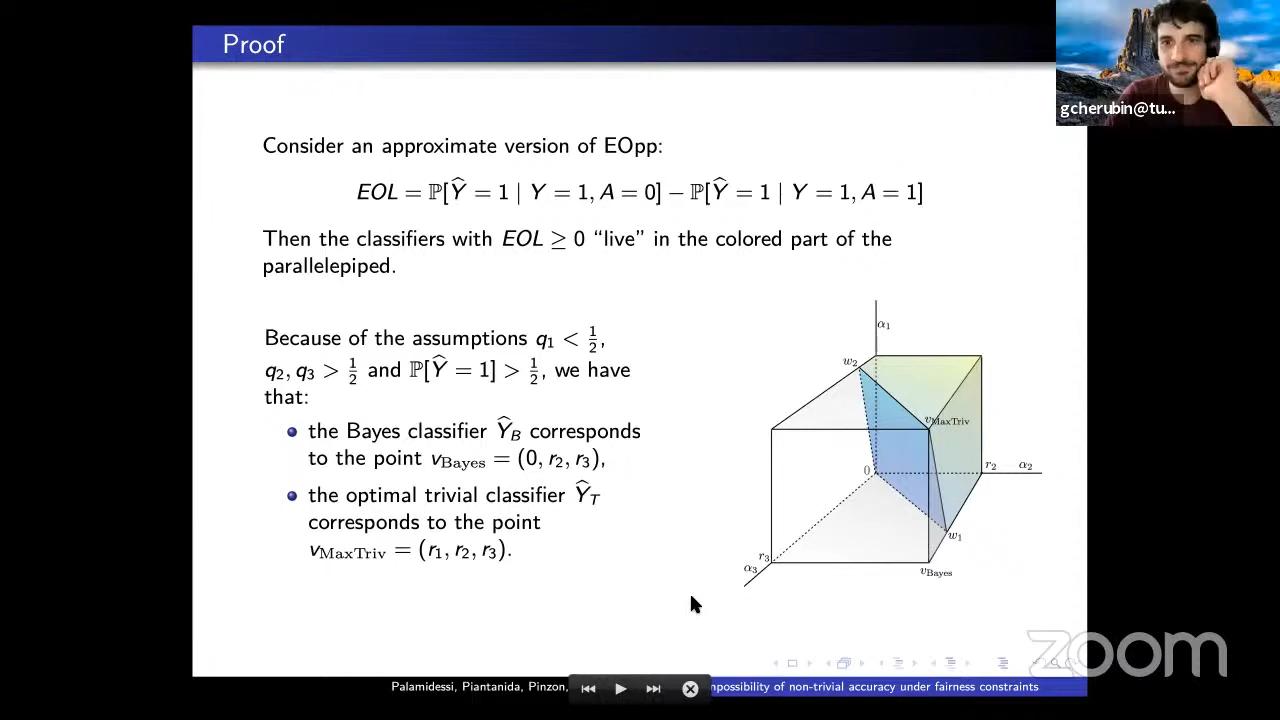 Proof
gcherubin@tu...
Consider an approximate version of EOpp:
EOL = ℙ[Ŷ = 1 | Y = 1, A = 0] − ℙ[Ŷ = 1 | Y = 1, A = 1]
Then the classifiers with EOL ≥ 0 “live” in the colored part of the
parallelepiped.
Because of the assumptions q₁ < ½,
q₂, q₃ > ½ and ℙ[Ŷ = 1] > ½, we have
that:
the Bayes classifier Ŷ_B corresponds
to the point v_Bayes = (0, r₂, r₃),
the optimal trivial classifier Ŷ_T
corresponds to the point
v_MaxTriv = (r₁, r₂, r₃).
α₁
w₂
v_MaxTriv
0
r₂
α₂
w₁
r₃
α₃
v_Bayes
zoom
Palamidessi, Piantanida, Pinzon,
mpossibility of non-trivial accuracy under fairness constraints